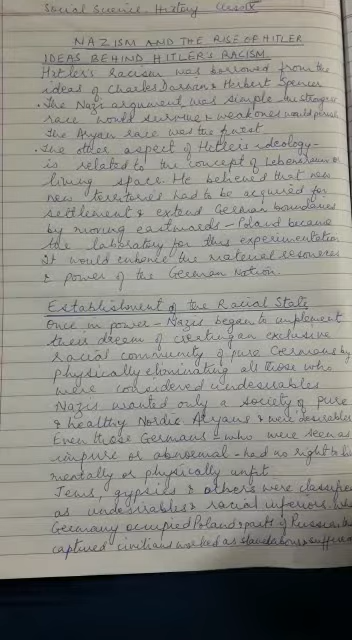 Social Science - History Class IX
NAZISM AND THE RISE OF HITLER
IDEAS BEHIND HITLER'S RACISM
Hitler's Racism was borrowed from the
ideas of Charles Darwin & Herbert Spencer
• The Nazi argument was simple the strongest
race would survive & weak ones would perish
The Aryan race was the finest
• The other aspect of Hitler's ideology -
is related to the concept of Lebensraum or
living space. He believed that new
new territories had to be acquired for
settlement & extend German boundaries
by moving eastwards - Poland became
the laboratory for this experimentation
It would enhance the material resources
& power of the German Nation.
Establishment of the Racial State
Once in power - Nazis began to implement
their dream of creating an exclusive
racial community of pure Germans by
physically eliminating all those who
were considered undesirables
Nazis wanted only a society of pure
& healthy Nordic Aryans & were desirables
Even those Germans - who were seen as
impure or abnormal - had no right to
mentally or physically unfit.
Jews, gypsies & others were classified
as undesirables & racial inferiors.
Germany occupied Poland & parts of Russia
captured civilians worked as slave labour &